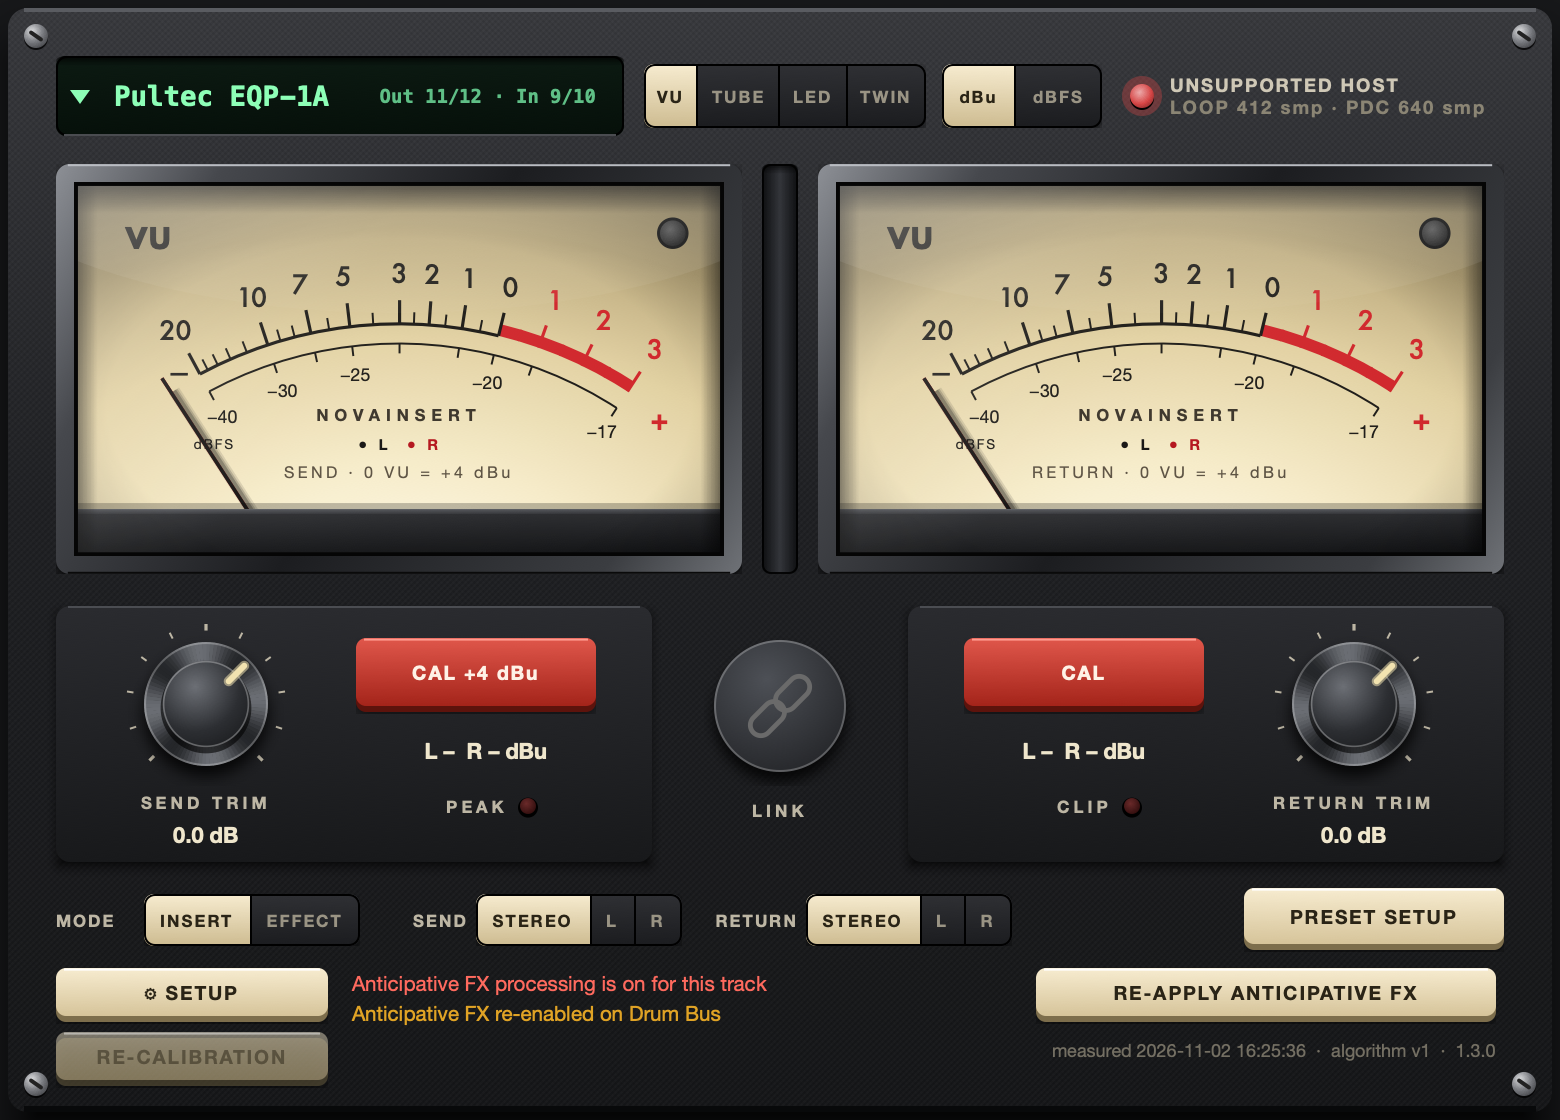 Pultec EQP-1A Out 11/12 · In 9/10
VU TUBE LED TWIN
dBu dBFS
UNSUPPORTED HOST
LOOP 412 smp · PDC 640 smp
VU
20 10 7 5 3 2 1 0 1 2 3
− +
-40 -30 -25 -20 -17
dBFS
NOVAINSERT
• L • R
SEND · 0 VU = +4 dBu
VU
20 10 7 5 3 2 1 0 1 2 3
− +
-40 -30 -25 -20 -17
dBFS
NOVAINSERT
• L • R
RETURN · 0 VU = +4 dBu
SEND TRIM
0.0 dB
CAL +4 dBu
L – R – dBu
PEAK
LINK
CAL
L – R – dBu
CLIP
RETURN TRIM
0.0 dB
MODE INSERT EFFECT
SEND STEREO L R
RETURN STEREO L R
PRESET SETUP
⚙ SETUP
Anticipative FX processing is on for this track
Anticipative FX re-enabled on Drum Bus
RE-APPLY ANTICIPATIVE FX
RE-CALIBRATION
measured 2026-11-02 16:25:36 · algorithm v1 · 1.3.0